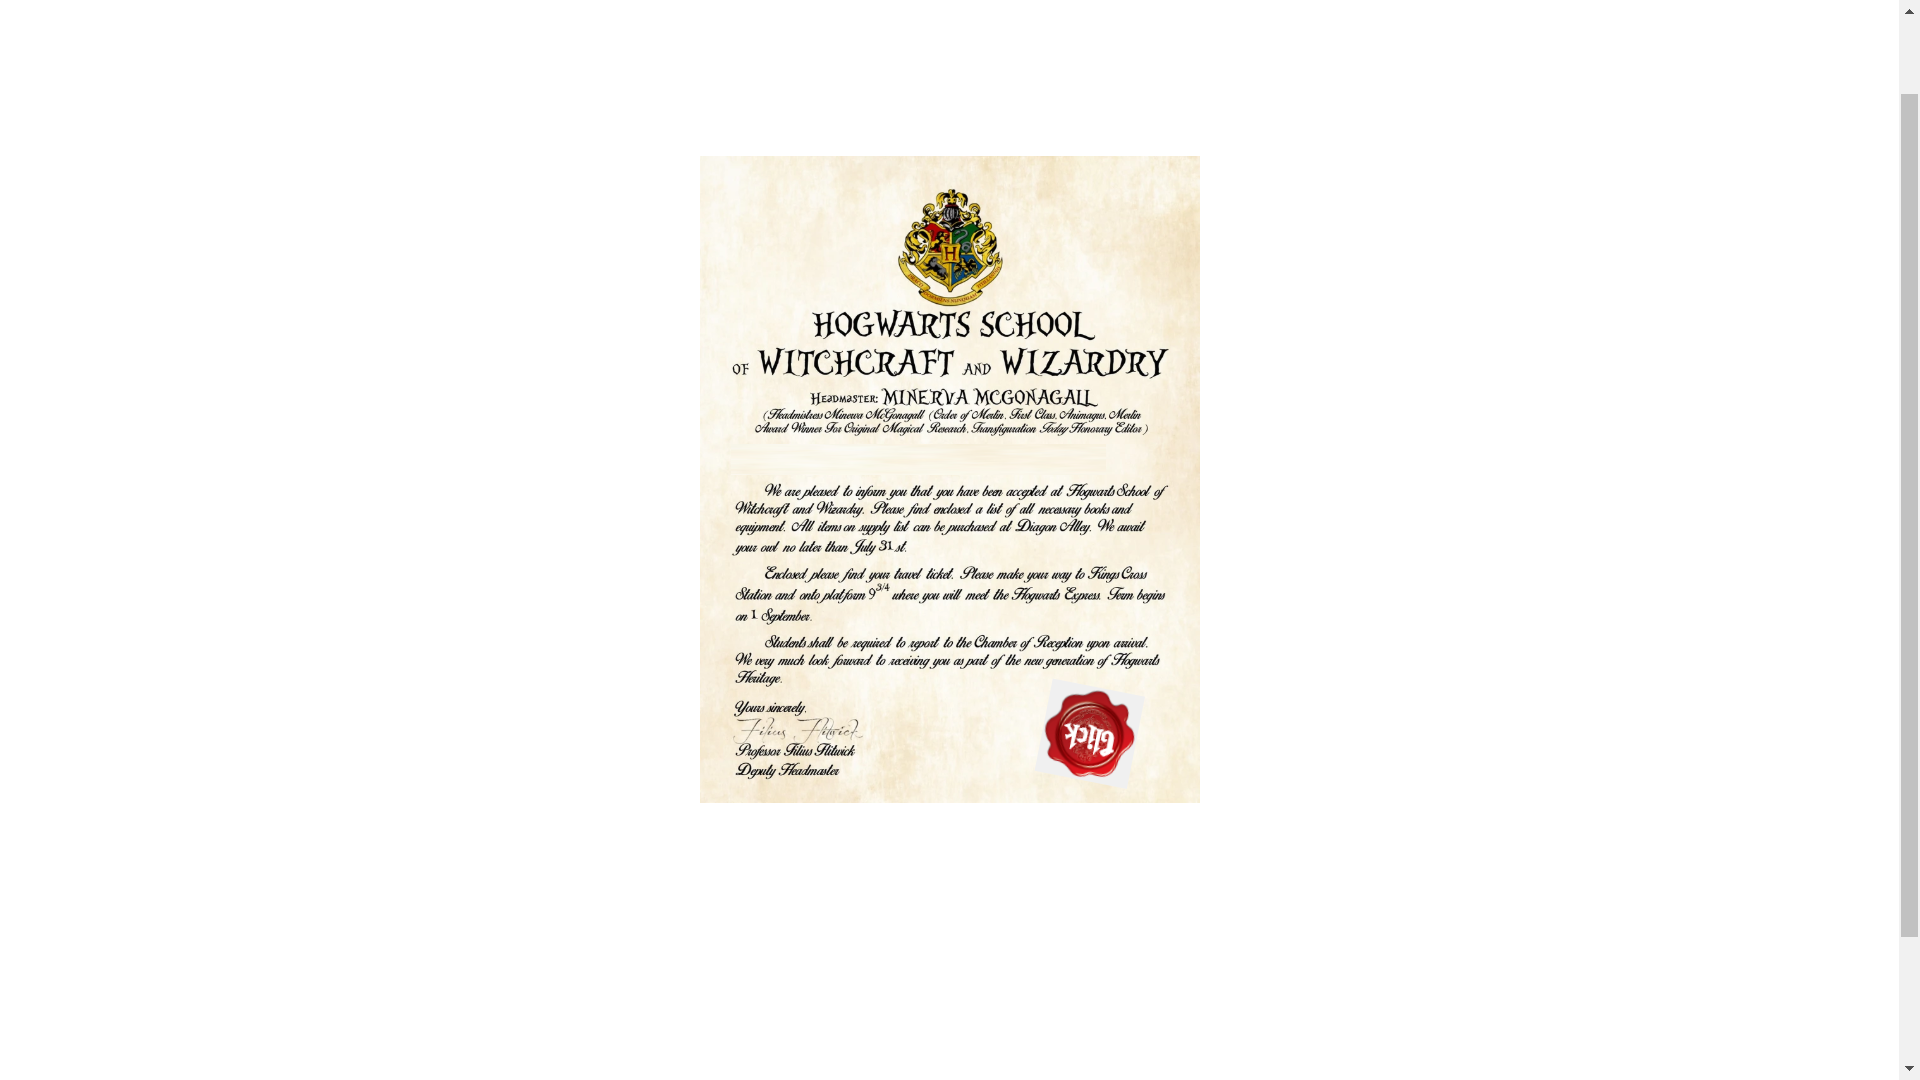 HOGWARTS SCHOOL
OF WITCHCRAFT AND WIZARDRY
Headmaster: MINERVA MCGONAGALL
(Headmistress Minerva McGonagall (Order of Merlin, First Class, Animagus, Merlin
Award Winner For Original Magical Research, Transfiguration Today Honorary Editor)
We are pleased to inform you that you have been accepted at Hogwarts School of
Witchcraft and Wizardry. Please find enclosed a list of all necessary books and
equipment. All items on supply list can be purchased at Diagon Alley. We await
your owl no later than July 31 st.
Enclosed please find your travel ticket. Please make your way to Kings Cross
Station and onto platform 9 3/4 where you will meet the Hogwarts Express. Term begins
on 1 September.
Students shall be required to report to the Chamber of Reception upon arrival.
We very much look forward to receiving you as part of the new generation of Hogwarts
Heritage.
Yours sincerely,
Filius Flitwick
Professor Filius Flitwick
Deputy Headmaster
Click